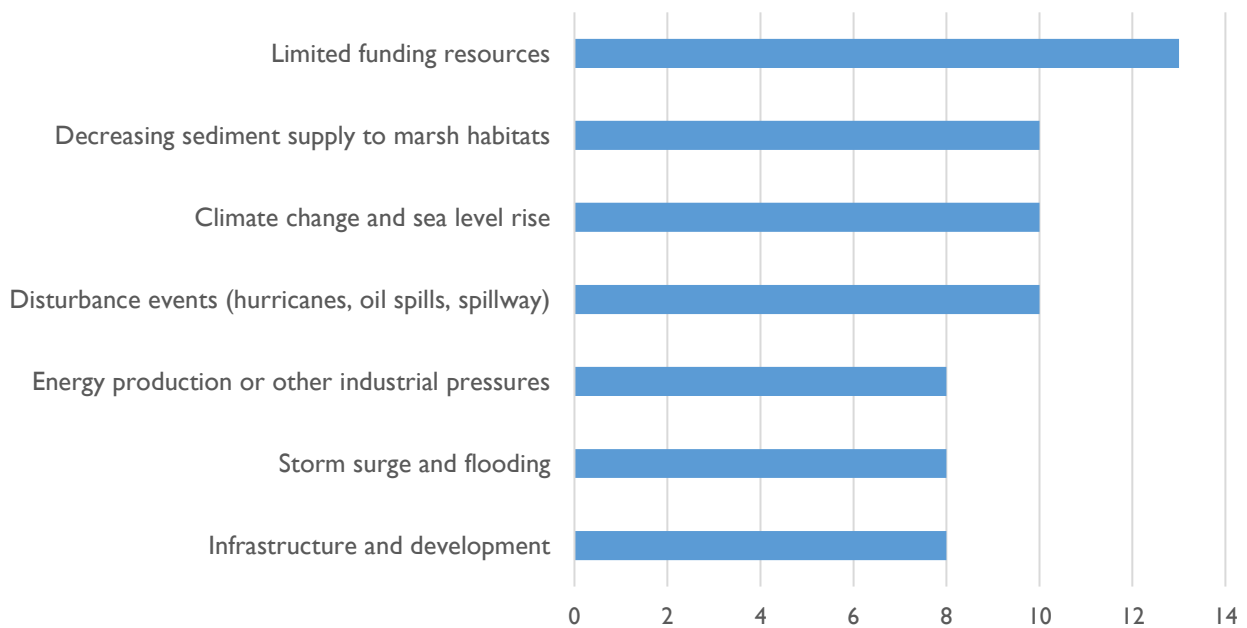 Limited funding resources
Decreasing sediment supply to marsh habitats
Climate change and sea level rise
Disturbance events (hurricanes, oil spills, spillway)
Energy production or other industrial pressures
Storm surge and flooding
Infrastructure and development
0 2 4 6 8 10 12 14